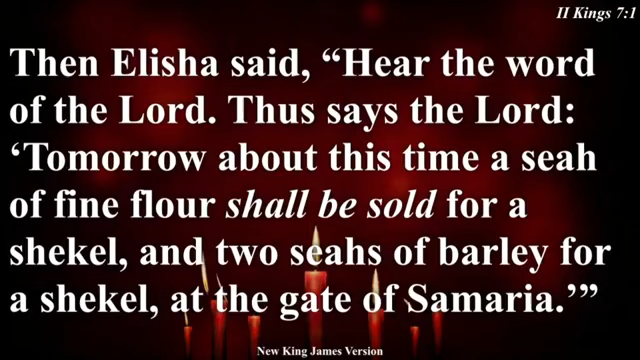 II Kings 7:1
Then Elisha said, “Hear the word
of the Lord. Thus says the Lord:
‘Tomorrow about this time a seah
of fine flour shall be sold for a
shekel, and two seahs of barley for
a shekel, at the gate of Samaria.’”
New King James Version